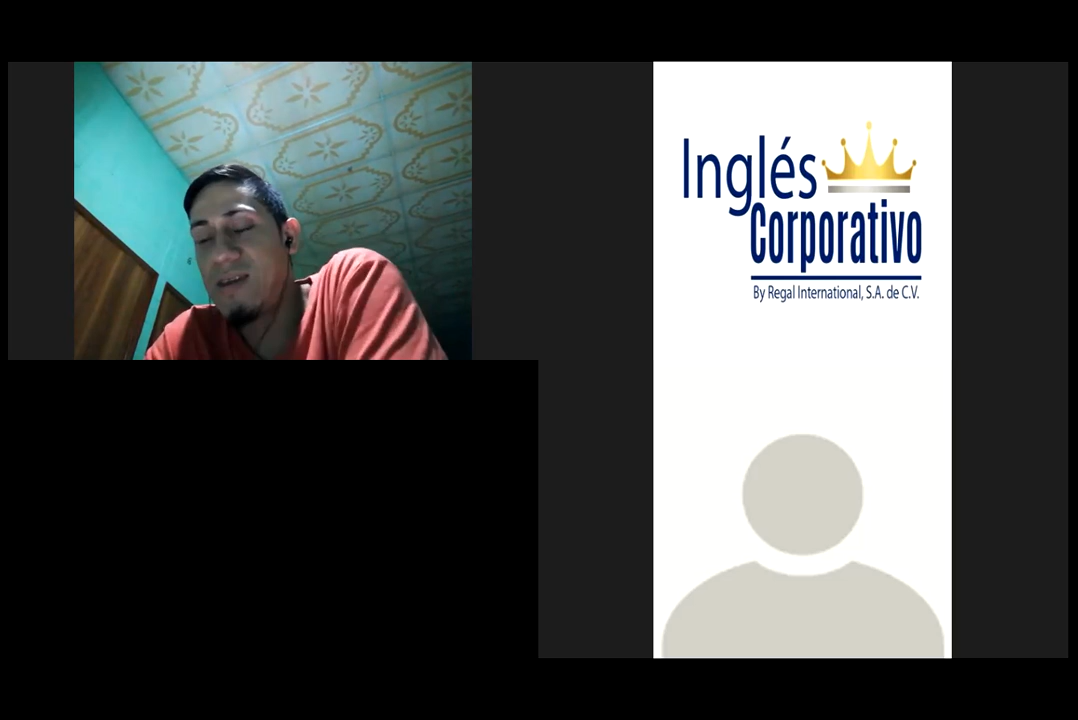 Inglés
Corporativo
By Regal International, S.A. de C.V.